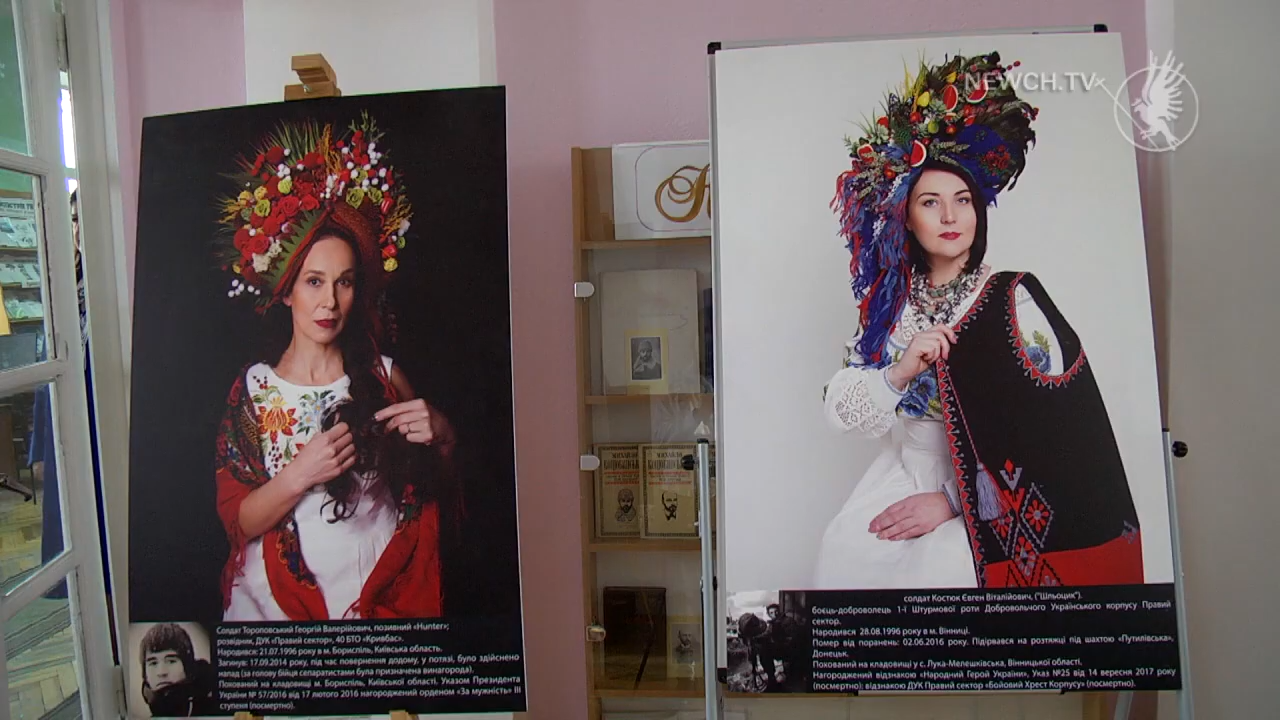 NEWCH.TV
МИХАЙЛО
КОЦЮБИНСЬКИЙ
МИХАЙЛО
Солдат Тороповський Георгій Валерійович, позивний «Hunter»;
розвідник, ДУК «Правий сектор», 40 БТО «Кривбас».
Народився: 21.07.1996 року в м. Бориспіль, Київська область.
Загинув: 17.09.2014 року, під час повернення додому, у потязі, було здійснено
напад (за голову бійця сепаратистами була призначена винагорода).
Похований на кладовищі м. Бориспіль, Київської області. Указом Президента
України № 57/2016 від 17 лютого 2016 нагороджений орденом «За мужність» III
ступеня (посмертно).
солдат Костюк Євген Віталійович, ("Шльоцик").
боєць-доброволець 1-ї Штурмової роти Добровольчого Українського корпусу Правий
сектор.
Народився 28.08.1996 року в м. Вінниці.
Помер від поранень: 02.06.2016 року. Підірвався на розтяжці під шахтою «Путилівська»,
Донецьк.
Похований на кладовищі у с. Лука-Мелешківська, Вінницької області.
Нагороджений відзнакою «Народний Герой України», Указ №25 від 14 вересня 2017 року
(посмертно); відзнакою ДУК Правий сектор «Бойовий Хрест Корпусу» (посмертно).